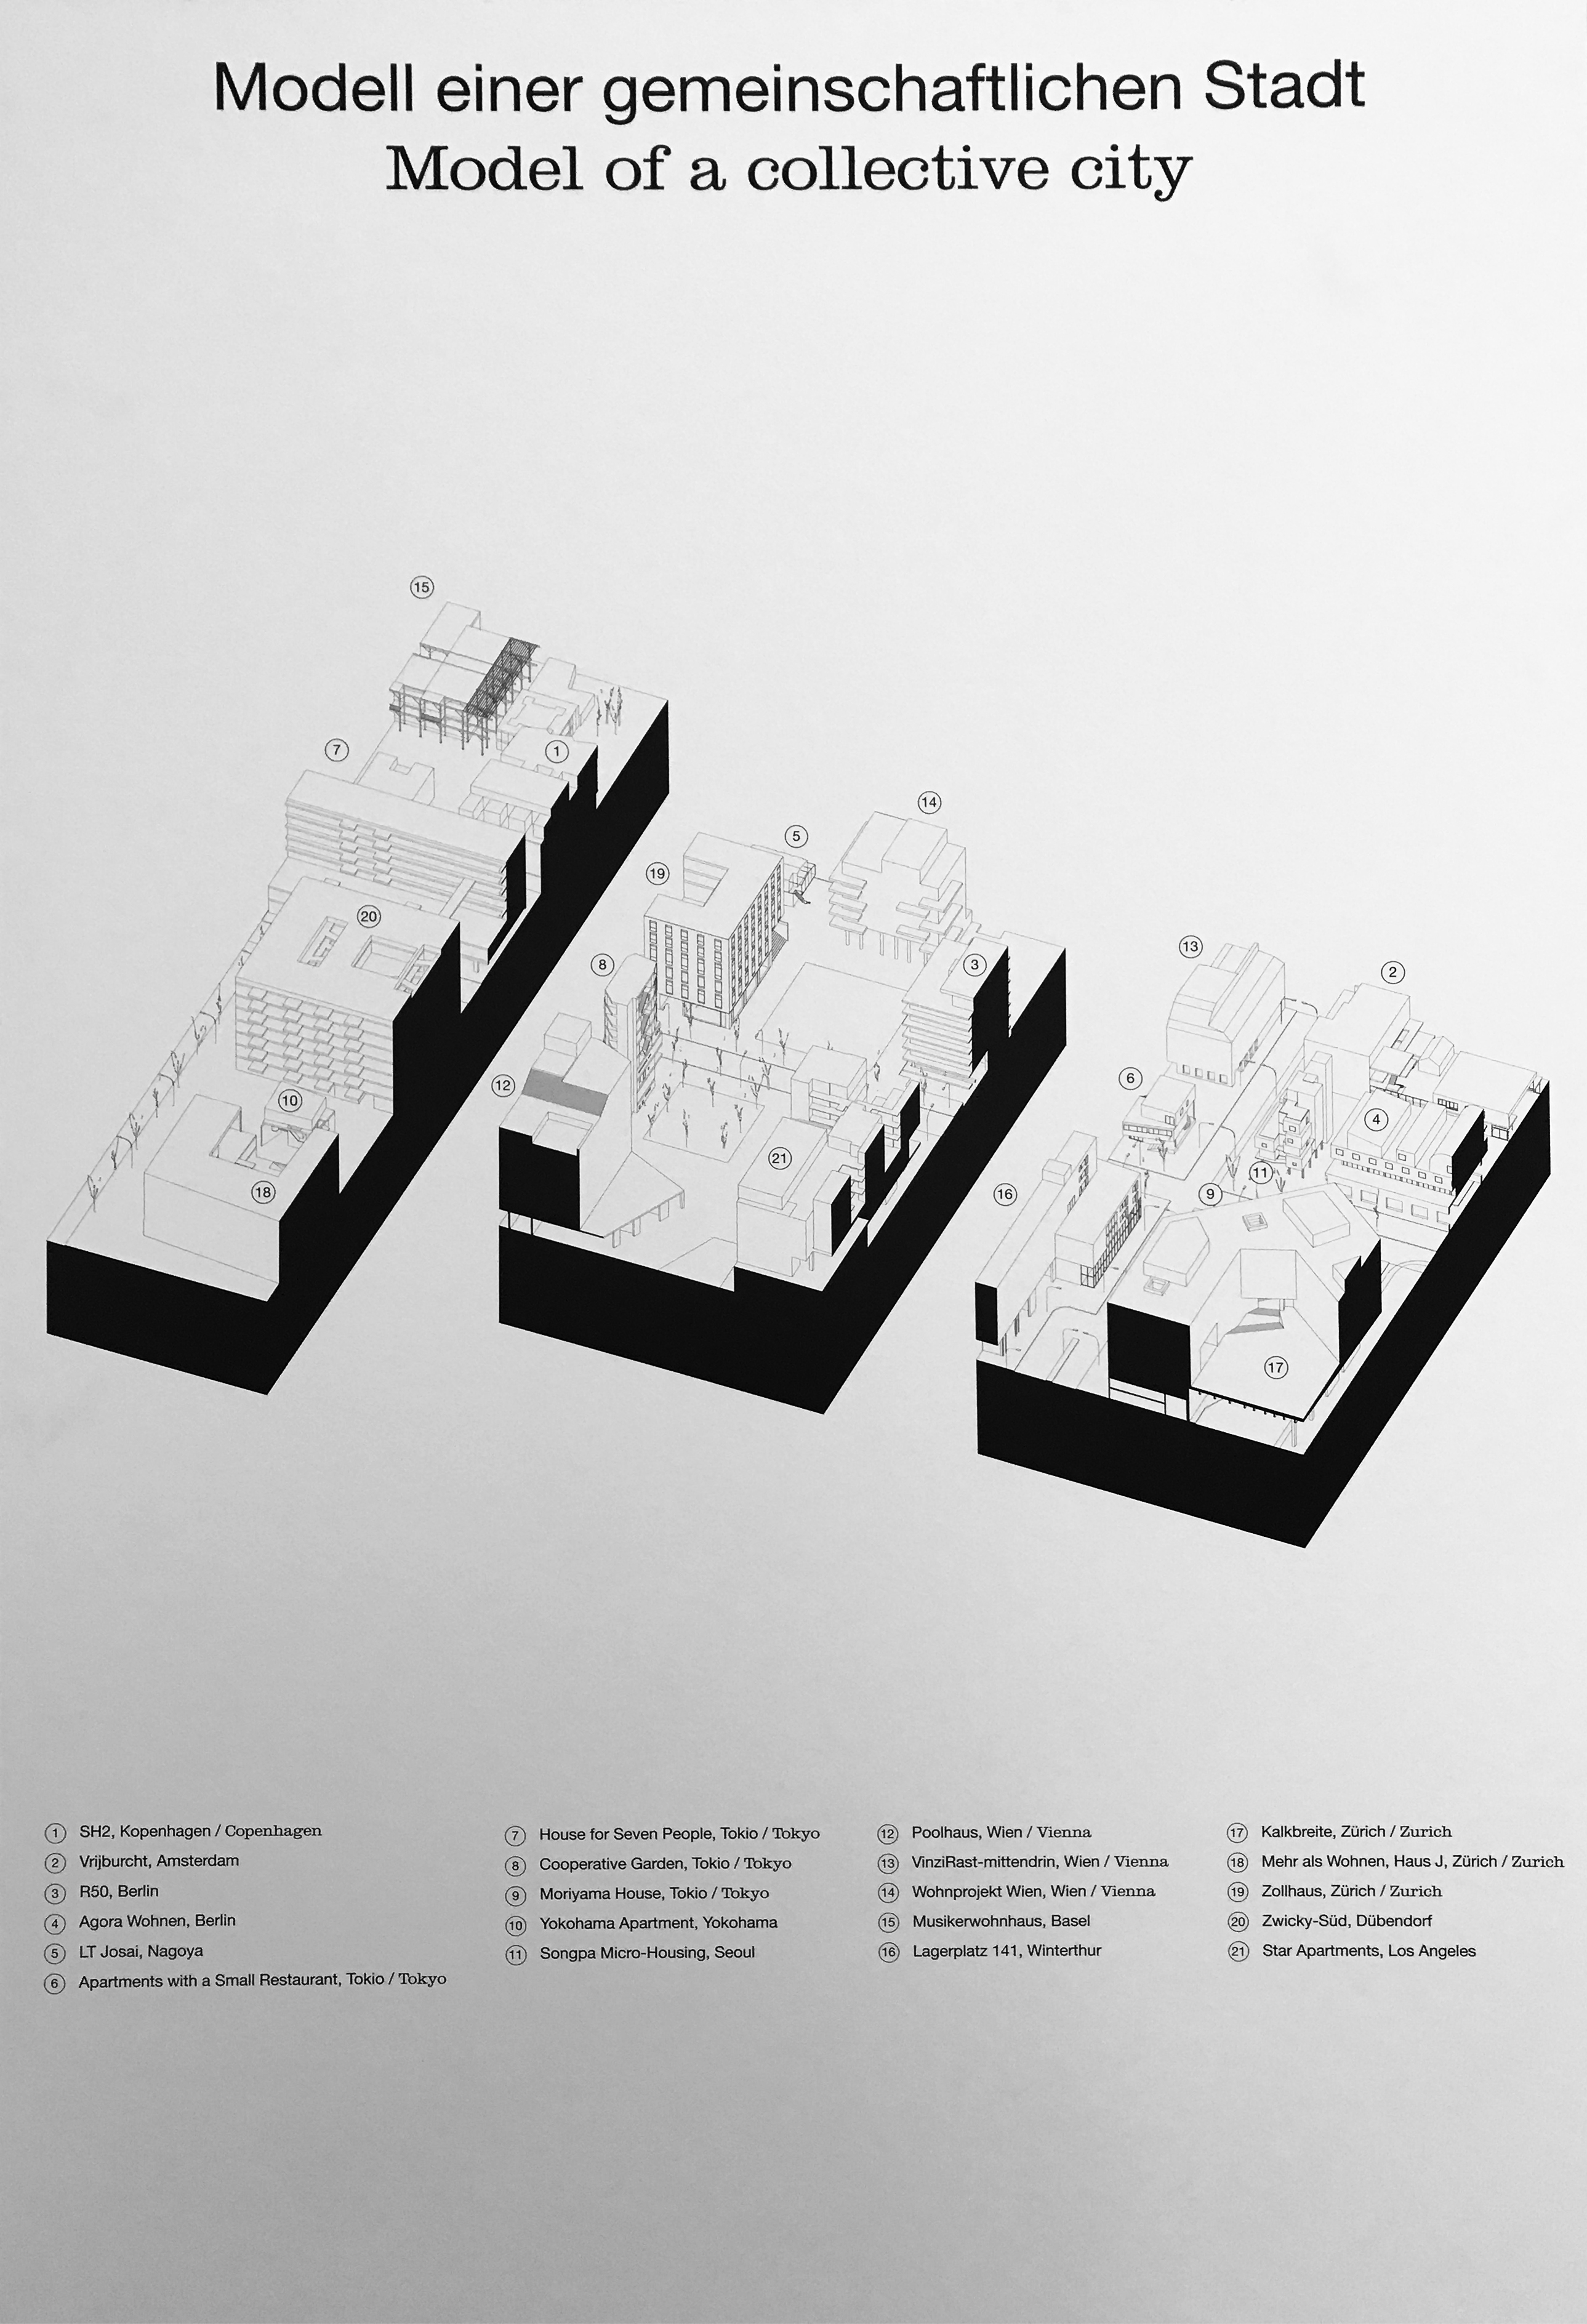 Modell einer gemeinschaftlichen Stadt
Model of a collective city
15
7
1
14
5
19
20
8
3
13
2
12
6
10
4
21
11
18
16
9
17
1 SH2, Kopenhagen / Copenhagen
2 Vrijburcht, Amsterdam
3 R50, Berlin
4 Agora Wohnen, Berlin
5 LT Josai, Nagoya
6 Apartments with a Small Restaurant, Tokio / Tokyo
7 House for Seven People, Tokio / Tokyo
8 Cooperative Garden, Tokio / Tokyo
9 Moriyama House, Tokio / Tokyo
10 Yokohama Apartment, Yokohama
11 Songpa Micro-Housing, Seoul
12 Poolhaus, Wien / Vienna
13 VinziRast-mittendrin, Wien / Vienna
14 Wohnprojekt Wien, Wien / Vienna
15 Musikerwohnhaus, Basel
16 Lagerplatz 141, Winterthur
17 Kalkbreite, Zürich / Zurich
18 Mehr als Wohnen, Haus J, Zürich / Zurich
19 Zollhaus, Zürich / Zurich
20 Zwicky-Süd, Dübendorf
21 Star Apartments, Los Angeles